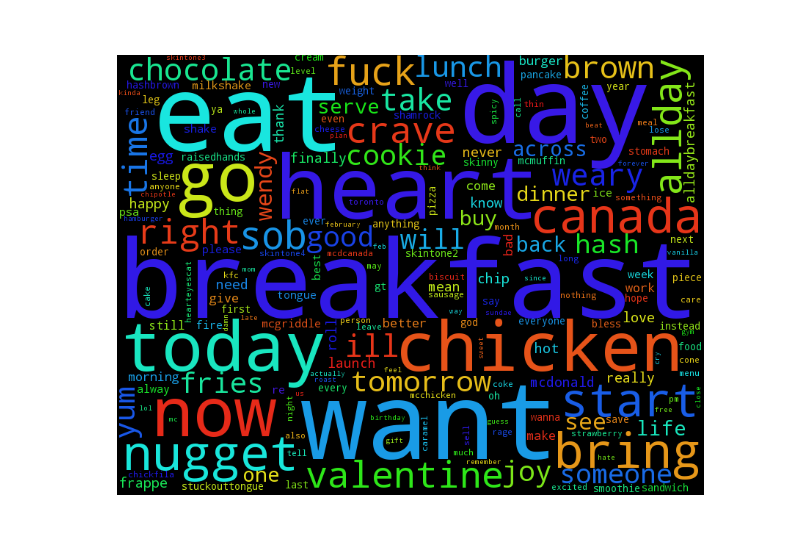 skintone3
cream
chocolate
fuck
lunch
burger
brown
hashbrown
milkshake
level
eat
day
pancake
allday
kinda
new
weight
well
coffee
year
leg
ya
thank
whole
serve
take
shamrock
spicy
call
thin
meal
lose
alldaybreakfast
friend
shake
even
crave
beat
time
egg
raisedhands
finally
cheese
plan
cookie
never
skinny
mcmuffin
across
two
stomach
forever
sleep
go
wendy
think
heart
come
weary
happy
anyone
chipotle
flat
toronto
pizza
know
dinner
ice
something
psa
thing
hamburger
february
buy
canada
right
ever
sob
good
anything
will
month
bad
back
hash
next
order
please
skintone4
best
mcdcanada
feb
skintone2
long
vanilla
breakfast
hearteyescat
cake
kfc
mom
need
tongue
may
gt
mean
biscuit
sausage
chip
since
week
work
piece
give
nothing
hope
care
first
say
way
sundae
still
fire
damn
late
mcgriddle
roll
person
leave
better
god
everyone
bless
love
instead
gym
today
ill
chicken
sweet
hot
cry
food
cone
morning
launch
actually
roast
us
feel
tomorrow
mcdonald
really
menu
alway
fries
re
every
mcchicken
coke
oh
start
pm
free
close
yum
lol
mc
now
night
birthday
want
guess
wanna
see
save
also
gift
caramel
sell
rage
make
strawberry
life
nugget
tell
much
remember
hate
bring
chickfila
one
valentine
joy
someone
frappe
stuckouttongue
last
excited
smoothie
sandwich